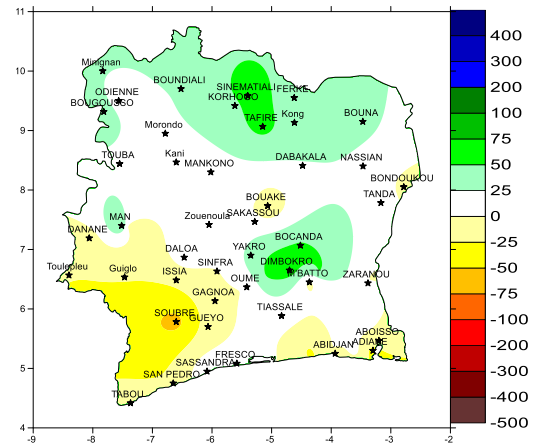 11
10
9
8
7
6
5
4
-9 -8 -7 -6 -5 -4 -3 -2
Mingnan
ODIENNE
BOUGOUSSO
BOUNDIALI
SINEMATIALI
FERKE
KORHOGO
TAFIRE
Kong
BOUNA
Morondo
TOUBA
Kani
MANKONO
DABAKALA
NASSIAN
BONDOUKOU
TANDA
BOUAKE
MAN
Zouenoula
SAKASSOU
DANANE
BOCANDA
DALOA
YAKRO
DIMBOKRO
Toulepleu
Guiglo
ISSIA
SINFRA
OUME
M'BATTO
ZARANOU
GAGNOA
TIASSALE
SOUBRE
GUEYO
ABOISSO
ABIDJAN
ADIAKE
FRESCO
SASSANDRA
SAN PEDRO
TABOU
400
300
200
100
75
50
25
0
-25
-50
-75
-100
-200
-300
-400
-500